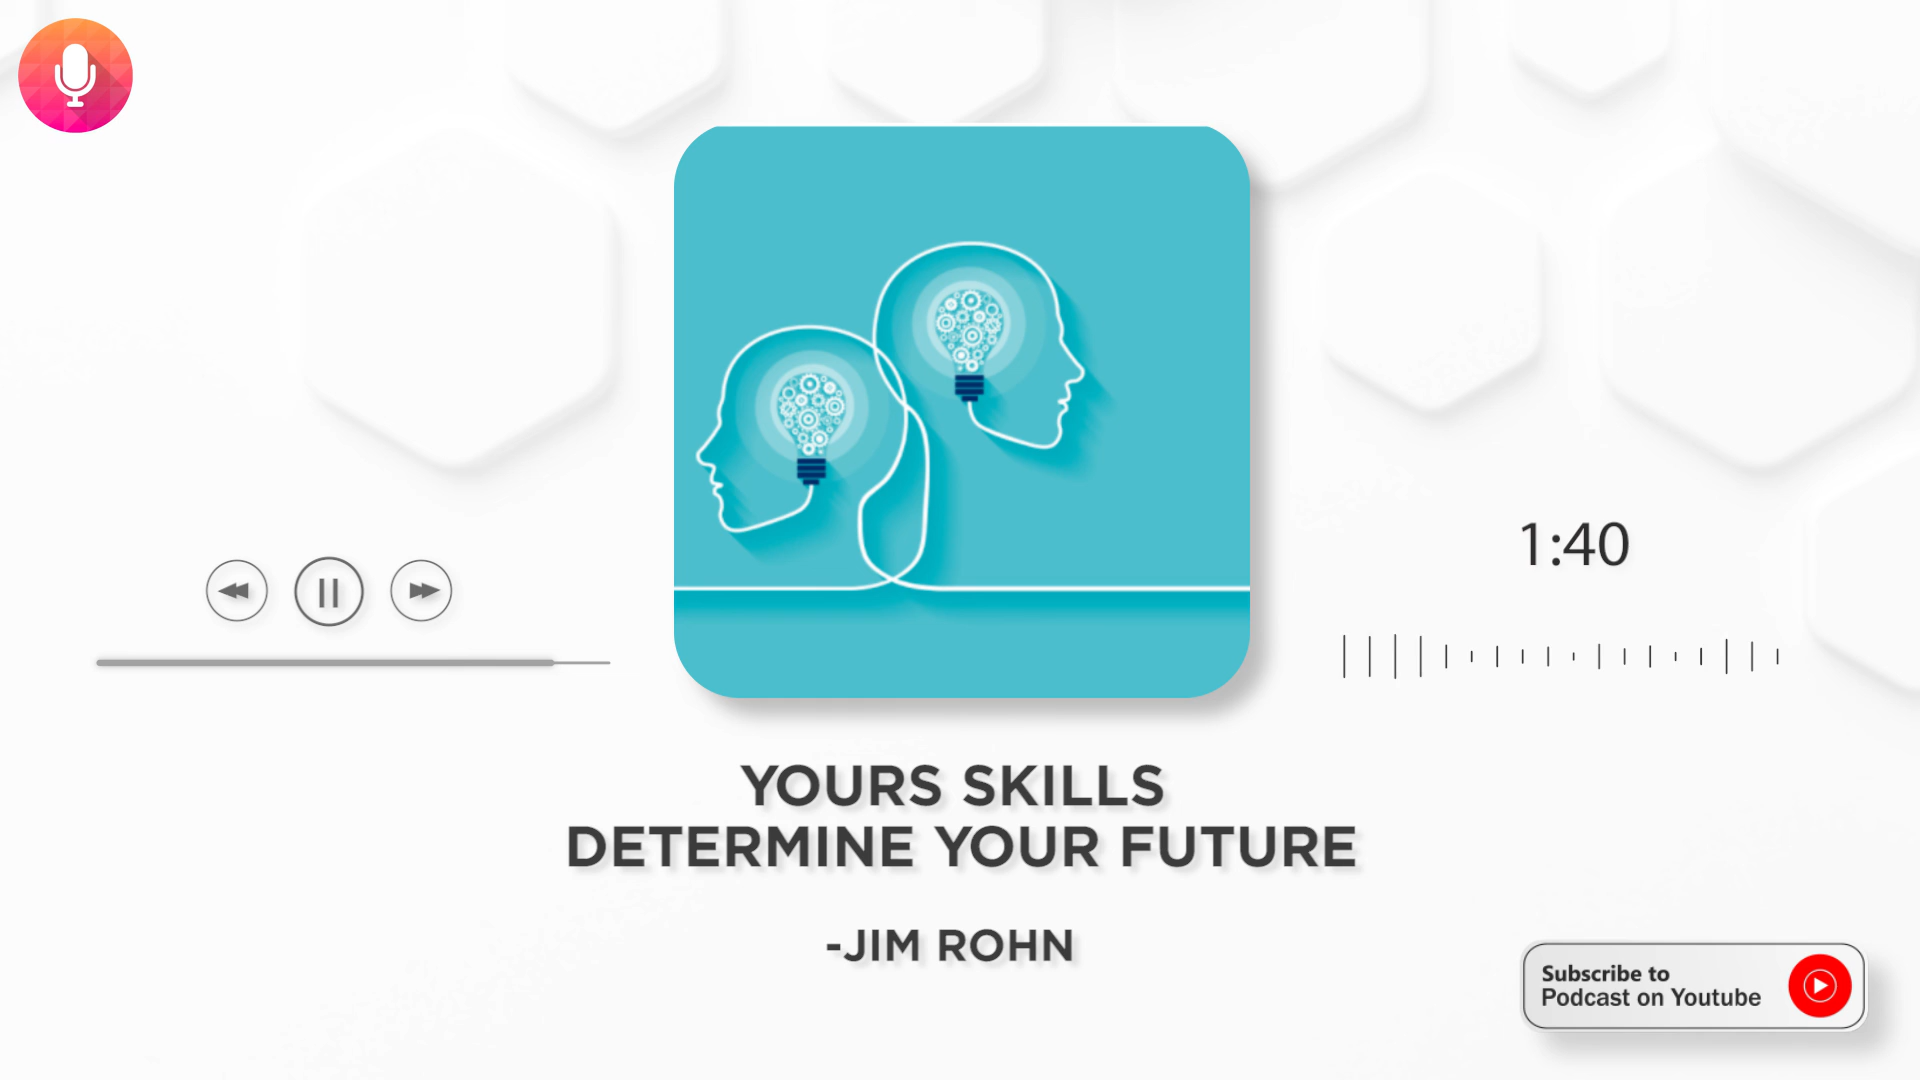 1:40
YOURS SKILLS
DETERMINE YOUR FUTURE
-JIM ROHN
Subscribe to
Podcast on Youtube